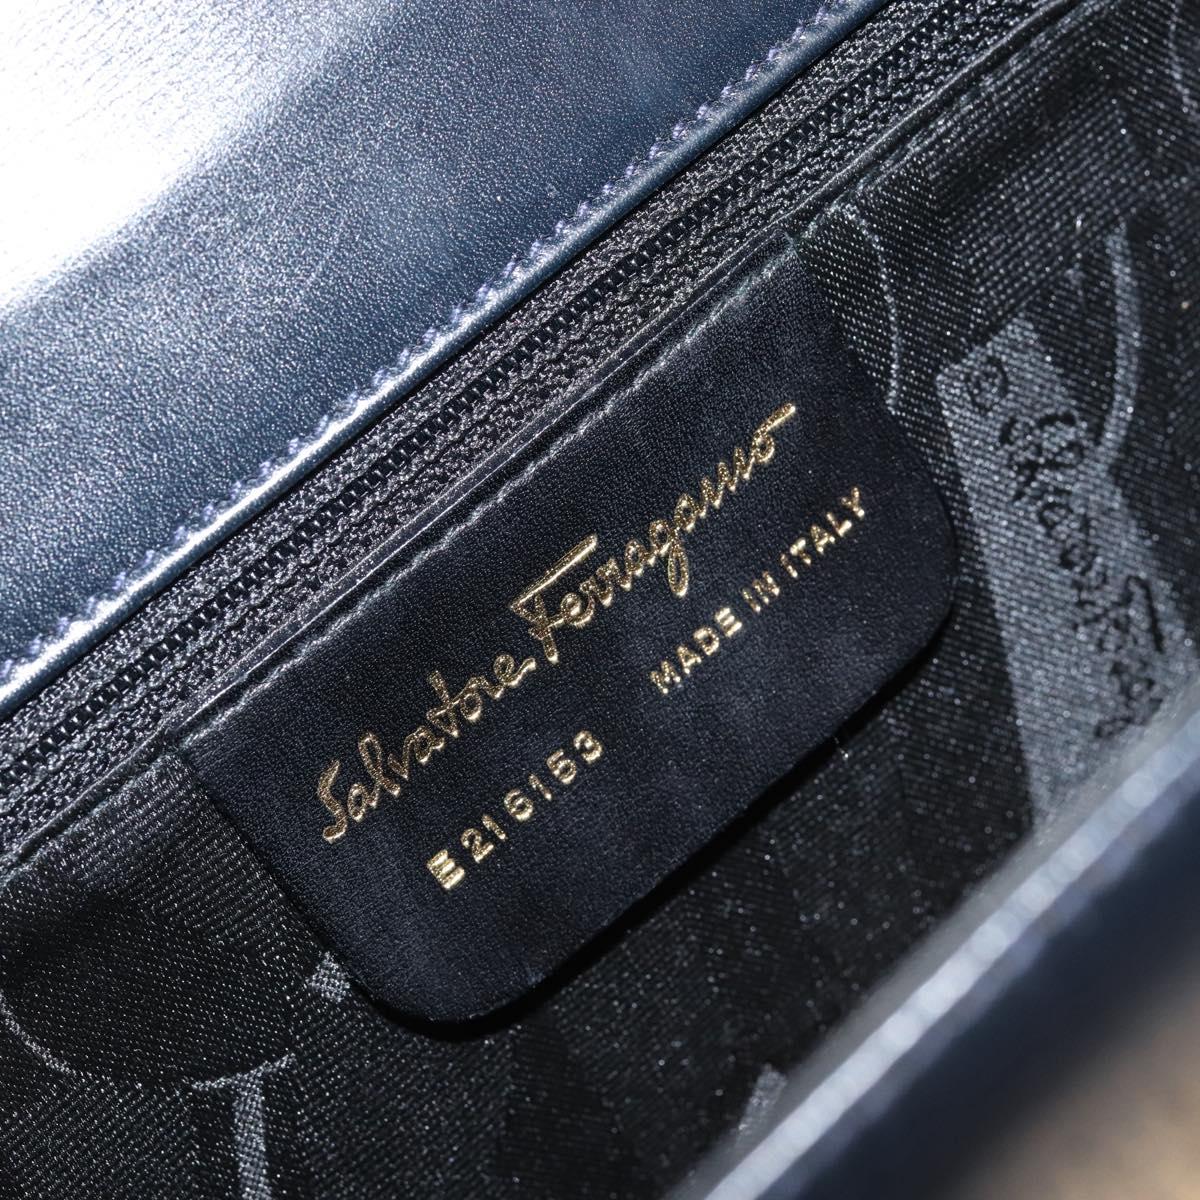 Salvatore Ferragamo
E216153 MADE IN ITALY